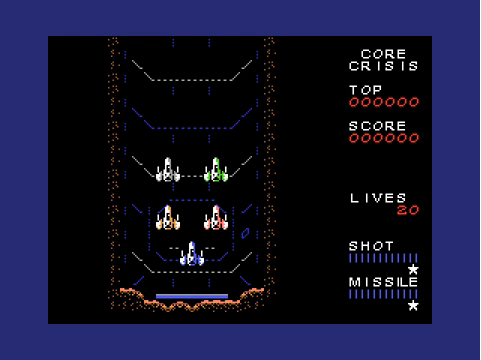 CORE
CRISIS
TOP
000000
SCORE
000000
LIVES
20
SHOT
MISSILE